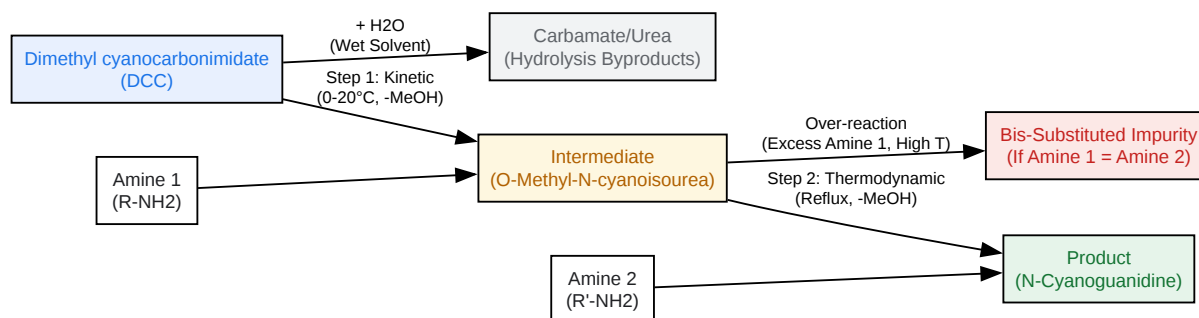 Dimethyl cyanocarbonimidate
(DCC)
+ H2O
(Wet Solvent)
Step 1: Kinetic
(0-20°C, -MeOH)
Carbamate/Urea
(Hydrolysis Byproducts)
Amine 1
(R-NH2)
Intermediate
(O-Methyl-N-cyanoisourea)
Over-reaction
(Excess Amine 1, High T)
Step 2: Thermodynamic
(Reflux, -MeOH)
Bis-Substituted Impurity
(If Amine 1 = Amine 2)
Amine 2
(R'-NH2)
Product
(N-Cyanoguanidine)